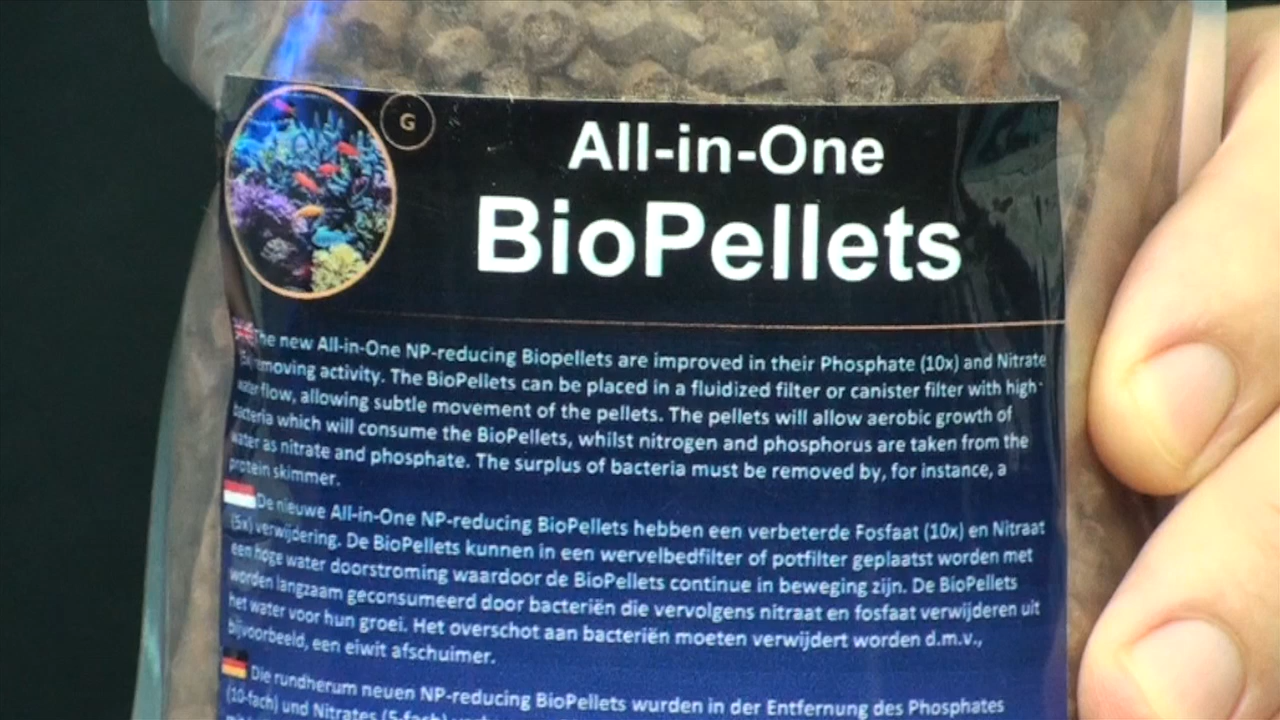 G
All-in-One
BioPellets
The new All-in-One NP-reducing Biopellets are improved in their Phosphate (10x) and Nitrate
(5x) removing activity. The BioPellets can be placed in a fluidized filter or canister filter with high-
water flow, allowing subtle movement of the pellets. The pellets will allow aerobic growth of
bacteria which will consume the BioPellets, whilst nitrogen and phosphorus are taken from the
water as nitrate and phosphate. The surplus of bacteria must be removed by, for instance, a
protein skimmer.
De nieuwe All-in-One NP-reducing BioPellets hebben een verbeterde Fosfaat (10x) en Nitraat
(5x) verwijdering. De BioPellets kunnen in een wervelbedfilter of potfilter geplaatst worden met
een hoge water doorstroming waardoor de BioPellets continue in beweging zijn. De BioPellets
worden langzaam geconsumeerd door bacteriën die vervolgens nitraat en fosfaat verwijderen uit
het water voor hun groei. Het overschot aan bacteriën moeten verwijdert worden d.m.v.,
bijvoorbeeld, een eiwit afschuimer.
Die rundherum neuen NP-reducing BioPellets wurden in der Entfernung des Phosphates
(10-fach) und Nitrates (5-fach)